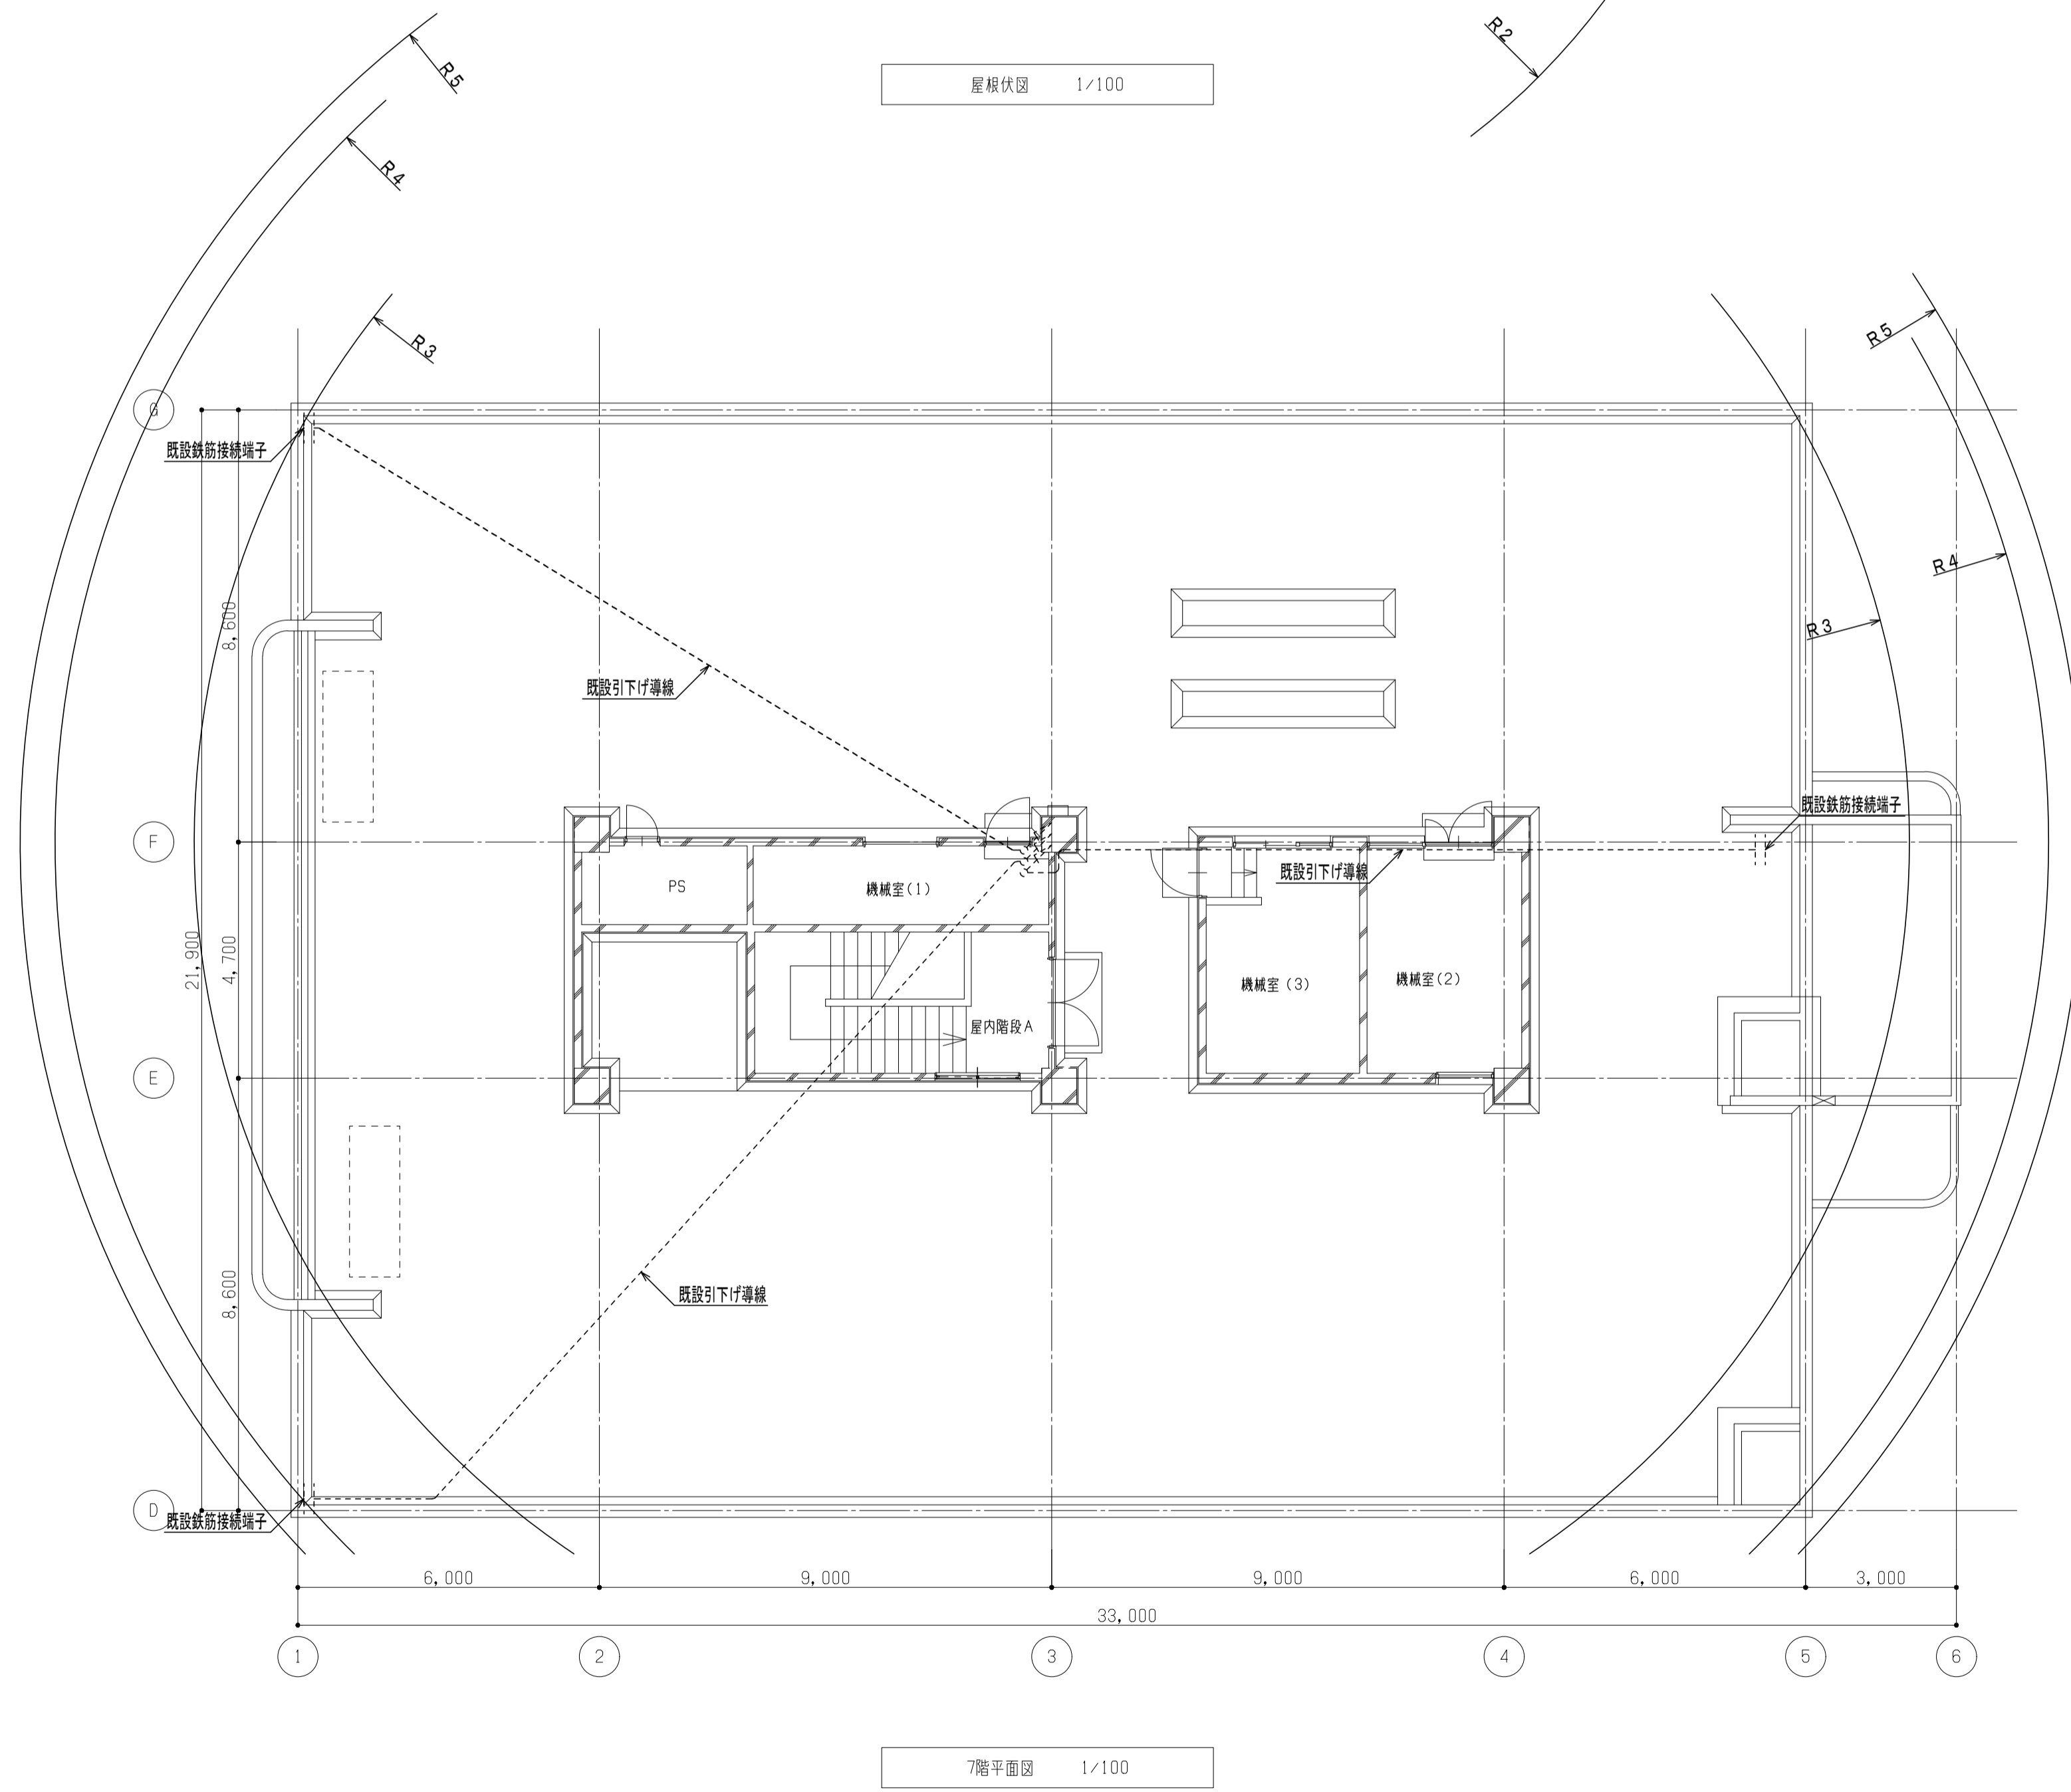 R5
R2
屋根伏図 1/100
R4
R3
R5
G
既設鉄筋接続端子
R4
8,600
R3
既設引下げ導線
既設鉄筋接続端子
F
既設引下げ導線
PS
機械室(1)
21,900
4,700
機械室(3)
機械室(2)
屋内階段A
E
8,600
既設引下げ導線
D
既設鉄筋接続端子
6,000 9,000 9,000 6,000 3,000
33,000
1 2 3 4 5 6
7階平面図 1/100